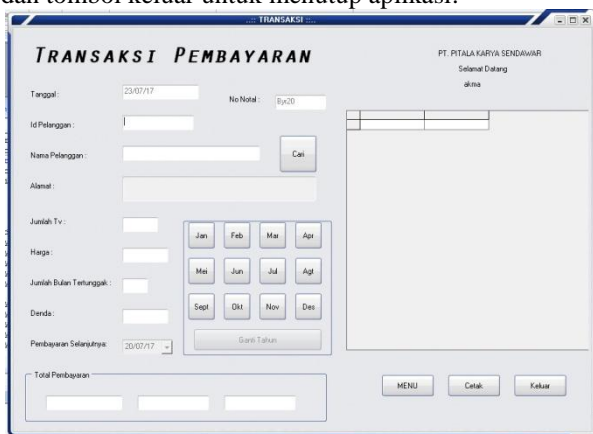 dan tombol keluar untuk menutup aplikasi.
..:: TRANSAKSI ::..
TRANSAKSI PEMBAYARAN
PT. PITALA KARYA SENDAWAR
Selamat Datang
akma
Tanggal :
23/07/17
No Nota| :
Byr20
Id Pelanggan :
Nama Pelanggan :
Cari
Alamat :
Jumlah Tv :
Harga :
Jumlah Bulan Tertunggak :
Denda :
Pembayaran Selanjutnya:
20/07/17
Jan Feb Mar Apr
Mei Jun Jul Agt
Sept Okt Nov Des
Ganti Tahun
Total Pembayaran
MENU Cetak Keluar